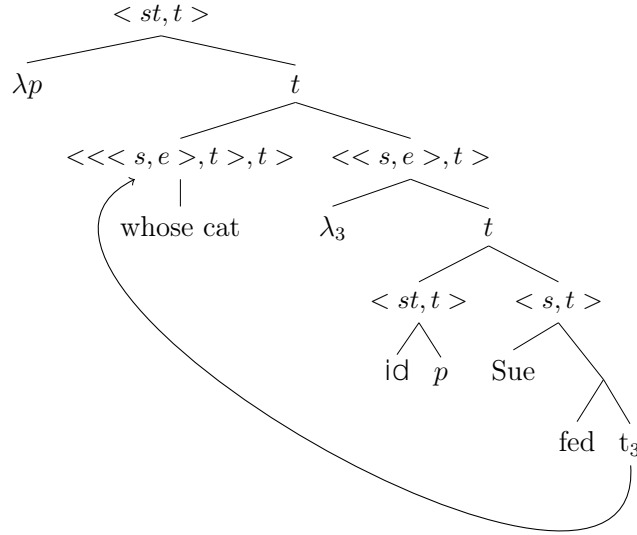 < st, t >
λp t
<<< s, e >, t >, t > << s, e >, t >
whose cat λ₃ t
< st, t > < s, t >
id p Sue
fed t₃